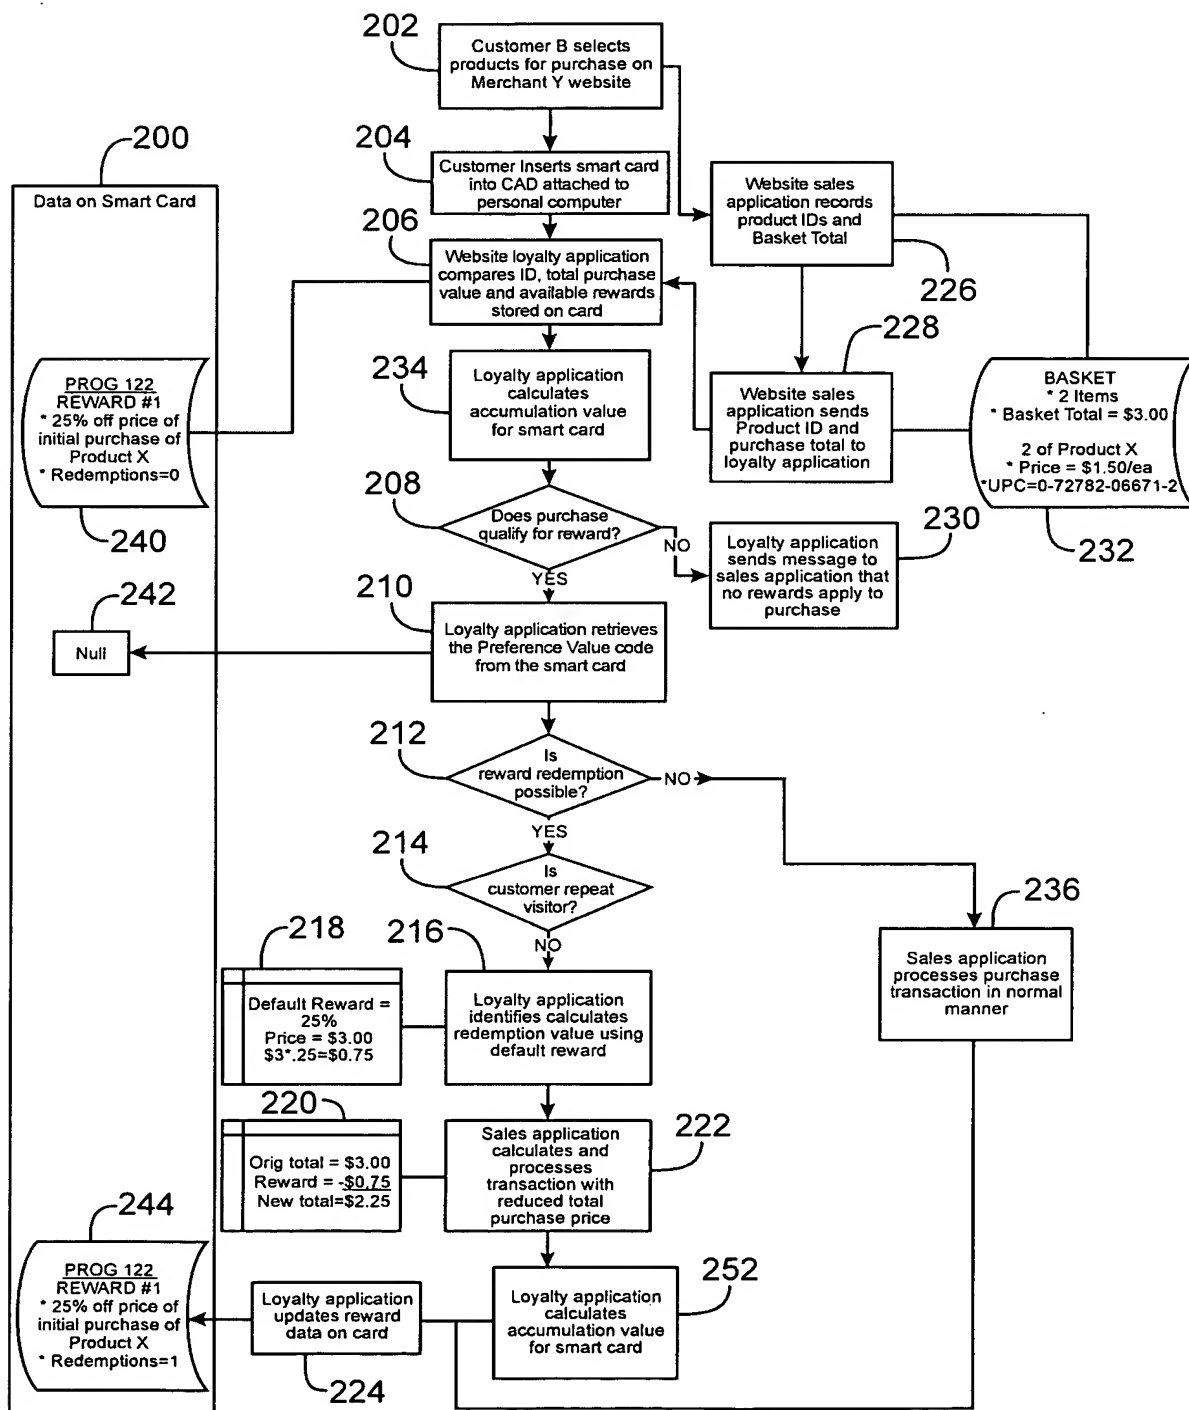 202
Customer B selects
products for purchase on
Merchant Y website
200
Data on Smart Card
204
Customer Inserts smart card
into CAD attached to
personal computer
Website sales
application records
product IDs and
Basket Total
226
206
Website loyalty application
compares ID, total purchase
value and available rewards
stored on card
228
Website sales
application sends
Product ID and
purchase total to
loyalty application
BASKET
* 2 Items
* Basket Total = $3.00
2 of Product X
* Price = $1.50/ea
*UPC=0-72782-06671-2
232
PROG 122
REWARD #1
* 25% off price of
initial purchase of
Product X
* Redemptions=0
240
234
Loyalty application
calculates
accumulation value
for smart card
208
Does purchase
qualify for reward?
NO
YES
230
Loyalty application
sends message to
sales application that
no rewards apply to
purchase
242
Null
210
Loyalty application retrieves
the Preference Value code
from the smart card
212
Is
reward redemption
possible?
NO
YES
214
Is
customer repeat
visitor?
NO
236
Sales application
processes purchase
transaction in normal
manner
218
Default Reward =
25%
Price = $3.00
$3*.25=$0.75
216
Loyalty application
identifies calculates
redemption value using
default reward
220
Orig total = $3.00
Reward = -$0.75
New total=$2.25
222
Sales application
calculates and
processes
transaction with
reduced total
purchase price
244
PROG 122
REWARD #1
* 25% off price of
initial purchase of
Product X
* Redemptions=1
Loyalty application
updates reward
data on card
224
252
Loyalty application
calculates
accumulation value
for smart card